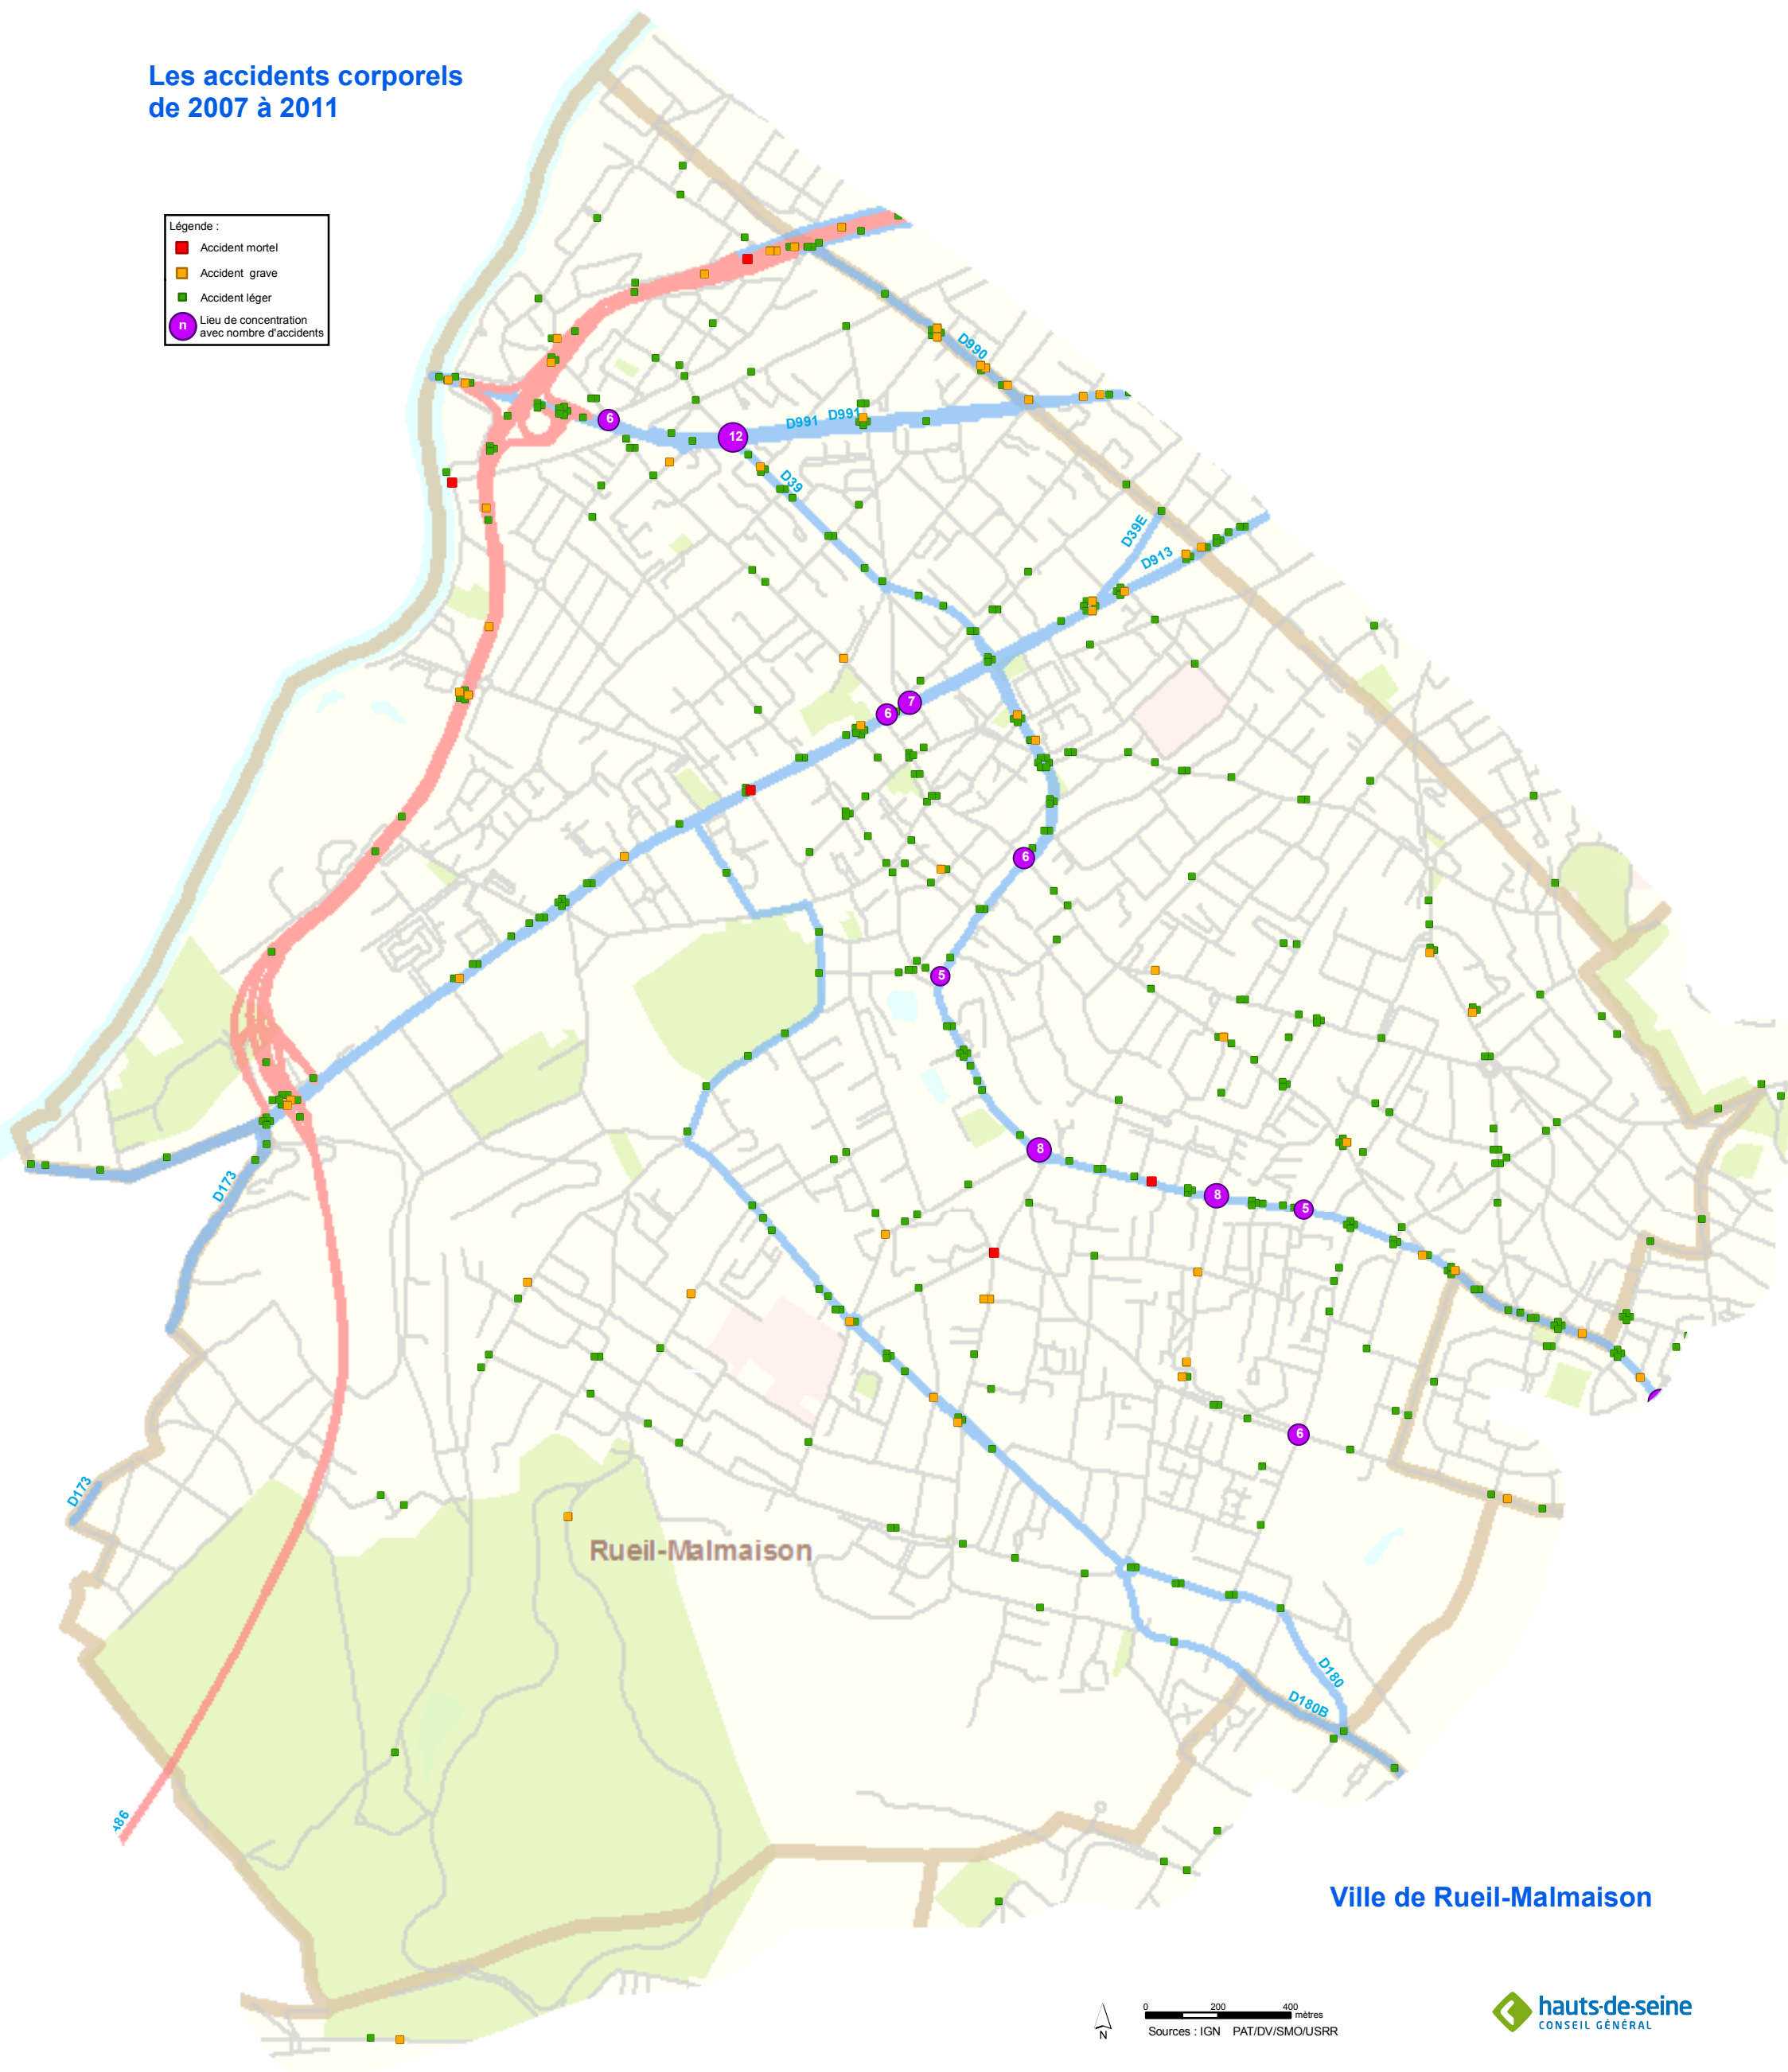 Les accidents corporels
de 2007 à 2011
Légende :
Accident mortel
Accident grave
Accident léger
n
Lieu de concentration
avec nombre d'accidents
D990
6
12
D991
D991
D39
D39E
D913
7
6
6
5
8
8
5
D173
6
D173
Rueil-Malmaison
D180
D180B
A86
Ville de Rueil-Malmaison
N
0 200 400
mètres
Sources : IGN PAT/DV/SMO/USRR
hauts-de-seine
CONSEIL GÉNÉRAL